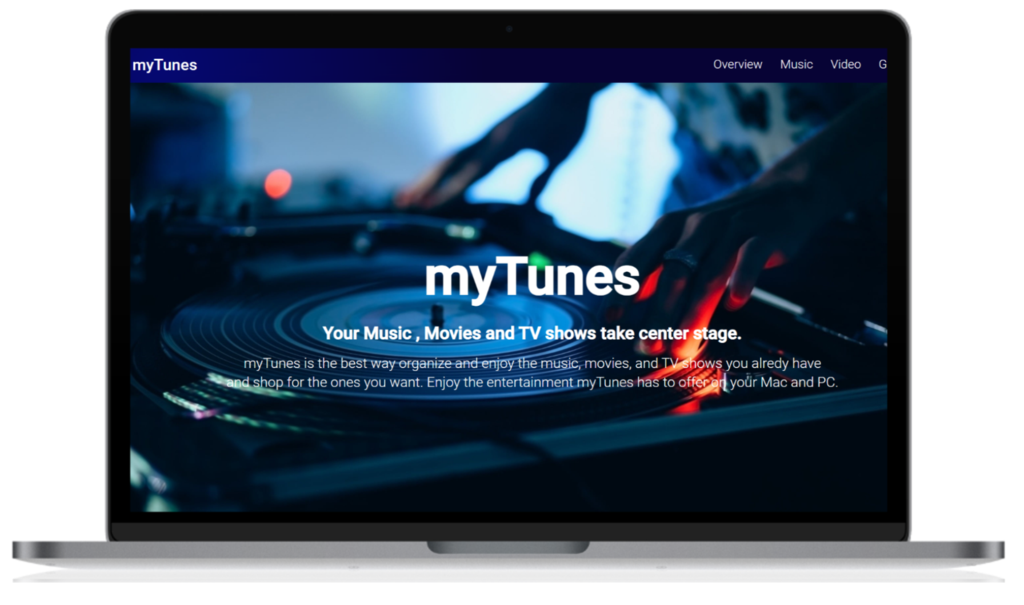 myTunes
Overview Music Video G
myTunes
Your Music , Movies and TV shows take center stage.
myTunes is the best way organize and enjoy the music, movies, and TV shows you alredy have
and shop for the ones you want. Enjoy the entertainment myTunes has to offer on your Mac and PC.